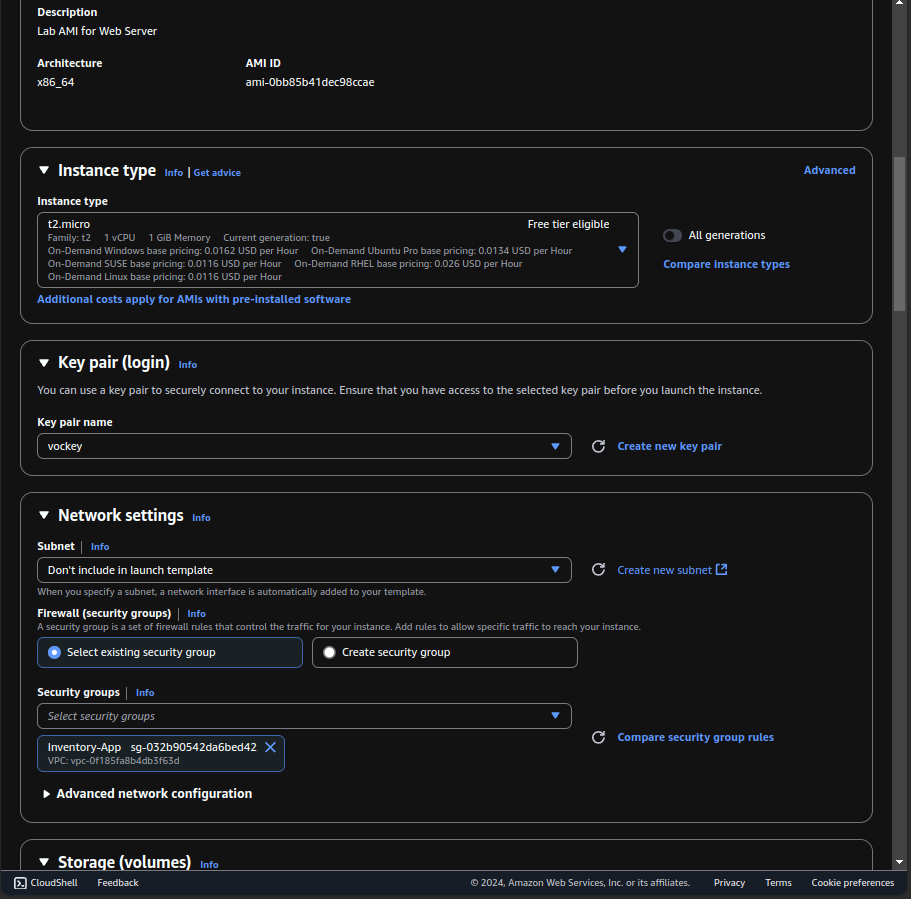 Description
Lab AMI for Web Server
Architecture AMI ID
x86_64 ami-0bb85b41dec98ccae
Instance type Info | Get advice Advanced
Instance type
t2.micro Free tier eligible
Family: t2 1 vCPU 1 GiB Memory Current generation: true
On-Demand Windows base pricing: 0.0162 USD per Hour On-Demand Ubuntu Pro base pricing: 0.0134 USD per Hour
On-Demand SUSE base pricing: 0.0116 USD per Hour On-Demand RHEL base pricing: 0.026 USD per Hour
On-Demand Linux base pricing: 0.0116 USD per Hour
All generations
Compare instance types
Additional costs apply for AMIs with pre-installed software
Key pair (login) Info
You can use a key pair to securely connect to your instance. Ensure that you have access to the selected key pair before you launch the instance.
Key pair name
vockey Create new key pair
Network settings Info
Subnet | Info
Don't include in launch template Create new subnet
When you specify a subnet, a network interface is automatically added to your template.
Firewall (security groups) | Info
A security group is a set of firewall rules that control the traffic for your instance. Add rules to allow specific traffic to reach your instance.
Select existing security group Create security group
Security groups | Info
Select security groups
Compare security group rules
Inventory-App sg-032b90542da6bed42
VPC: vpc-0f185fa8b4db3f63d
Advanced network configuration
Storage (volumes) Info
CloudShell Feedback © 2024, Amazon Web Services, Inc. or its affiliates. Privacy Terms Cookie preferences